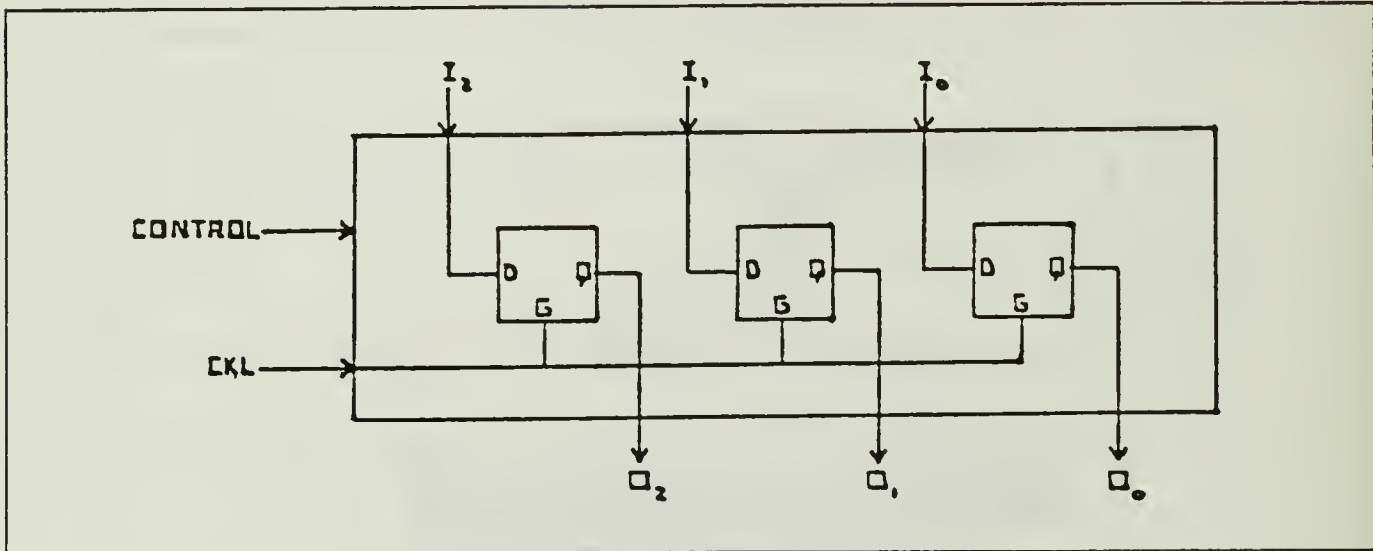 I₂ I₁ I₀
CONTROL
D Q D Q D Q
G G G
CKL
O₂ O₁ O₀